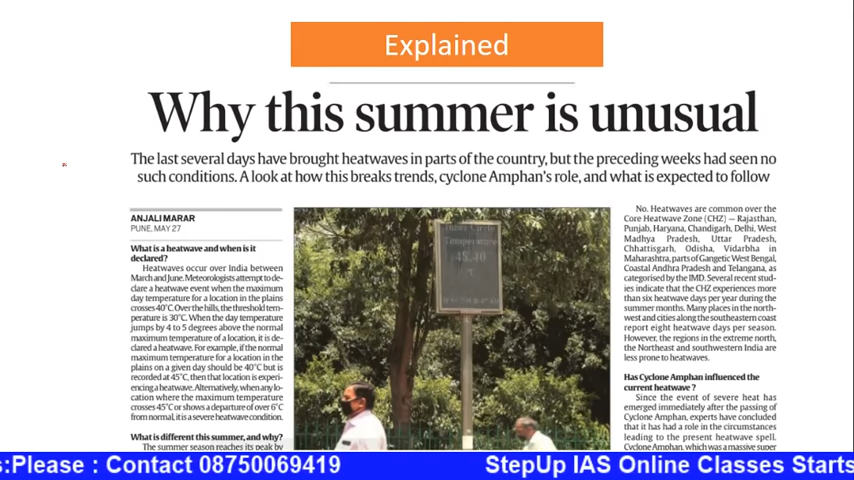 Explained
Why this summer is unusual
The last several days have brought heatwaves in parts of the country, but the preceding weeks had seen no
such conditions. A look at how this breaks trends, cyclone Amphan's role, and what is expected to follow
ANJALI MARAR
PUNE, MAY 27
What is a heatwave and when is it
declared?
Heatwaves occur over India between
March and June. Meteorologists attempt to de-
clare a heatwave event when the maximum
day temperature for a location in the plains
crosses 40°C. Over the hills, the threshold tem-
perature is 30°C. When the day temperature
jumps by 4 to 5 degrees above the normal
maximum temperature of a location, it is de-
clared a heatwave. For example, if the normal
maximum temperature for a location in the
plains on a given day should be 40°C but is
recorded at 45°C, then that location is experi-
encing a heatwave. Alternatively, when any lo-
cation where the maximum temperature
crosses 45°C or shows a departure of over 6°C
from normal, it is a severe heatwave condition.
What is different this summer, and why?
The summer season reaches its peak by
Temperature
45.40
No. Heatwaves are common over the
Core Heatwave Zone (CHZ) — Rajasthan,
Punjab, Haryana, Chandigarh, Delhi, West
Madhya Pradesh, Uttar Pradesh,
Chhattisgarh, Odisha, Vidarbha in
Maharashtra, parts of Gangetic West Bengal,
Coastal Andhra Pradesh and Telangana, as
categorised by the IMD. Several recent stud-
ies indicate that the CHZ experiences more
than six heatwave days per year during the
summer months. Many places in the north-
west and cities along the southeastern coast
report eight heatwave days per season.
However, the regions in the extreme north,
the Northeast and southwestern India are
less prone to heatwaves.
Has Cyclone Amphan influenced the
current heatwave ?
Since the event of severe heat has
emerged immediately after the passing of
Cyclone Amphan, experts have concluded
that it has had a role in the circumstances
leading to the present heatwave spell.
Cyclone Amphan, which was a massive super
s:Please : Contact 08750069419
StepUp IAS Online Classes Starts